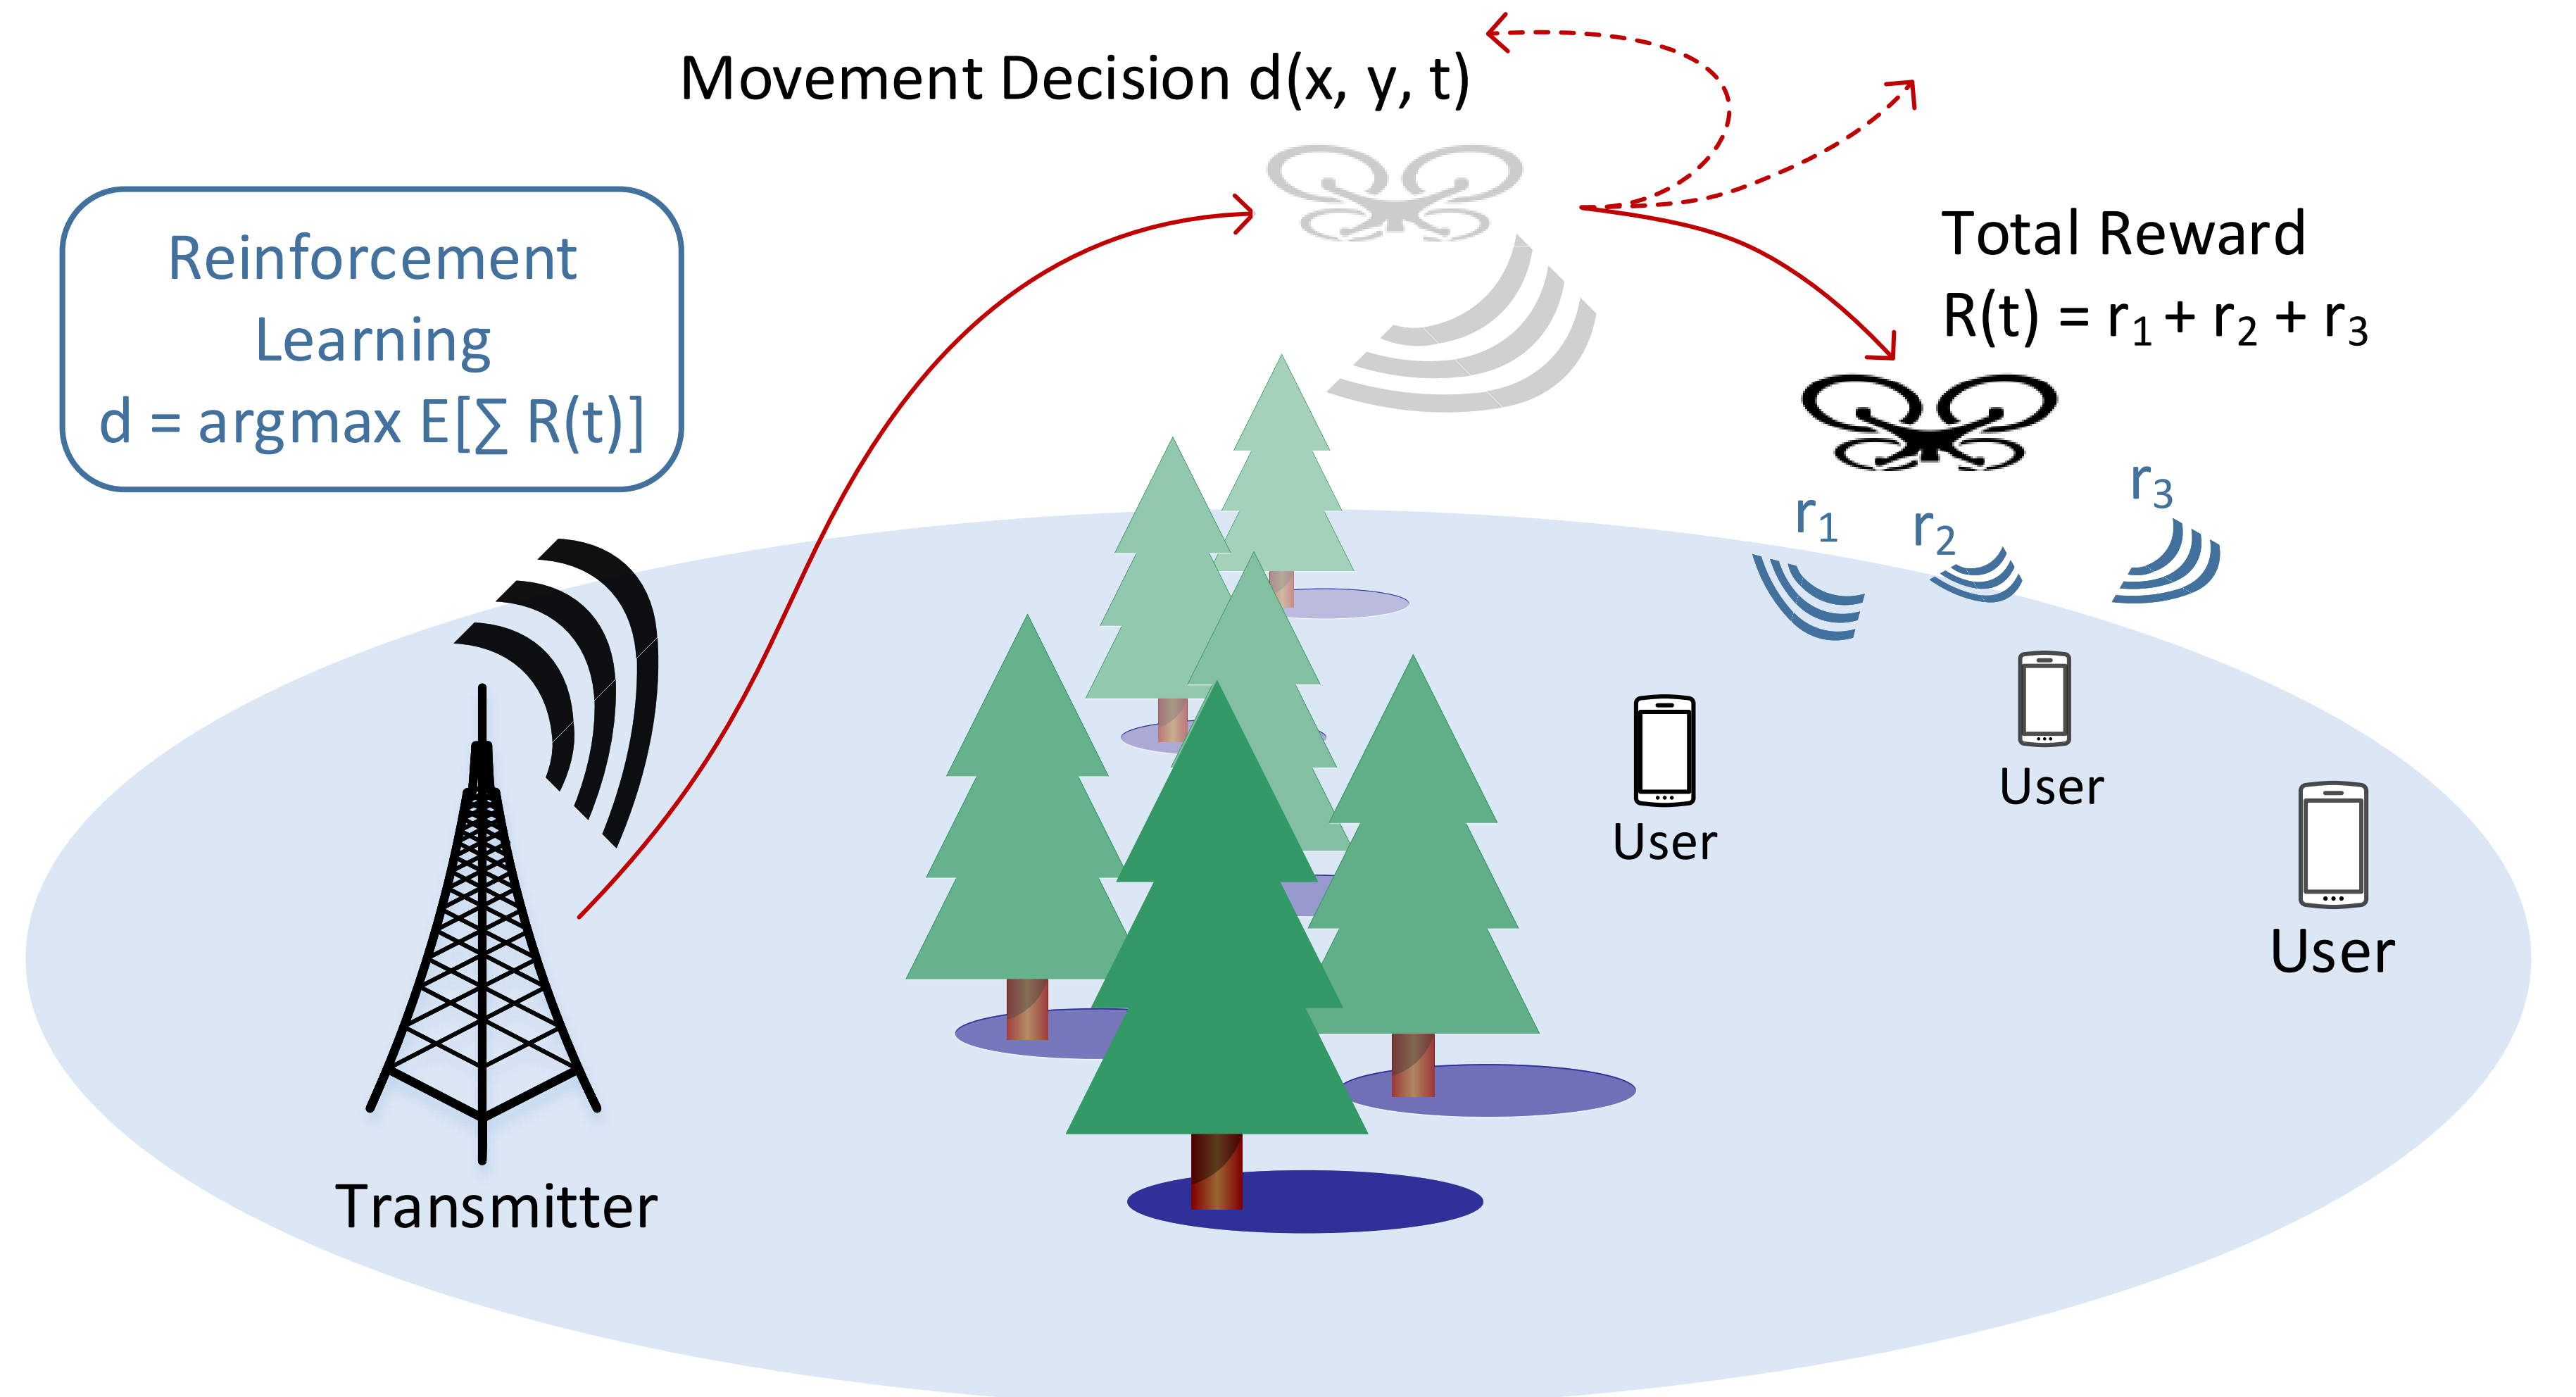 Movement Decision d(x, y, t)
Reinforcement
Learning
d = argmax E[∑ R(t)]
Total Reward
R(t) = r₁ + r₂ + r₃
r₁
r₂
r₃
User
User
User
Transmitter